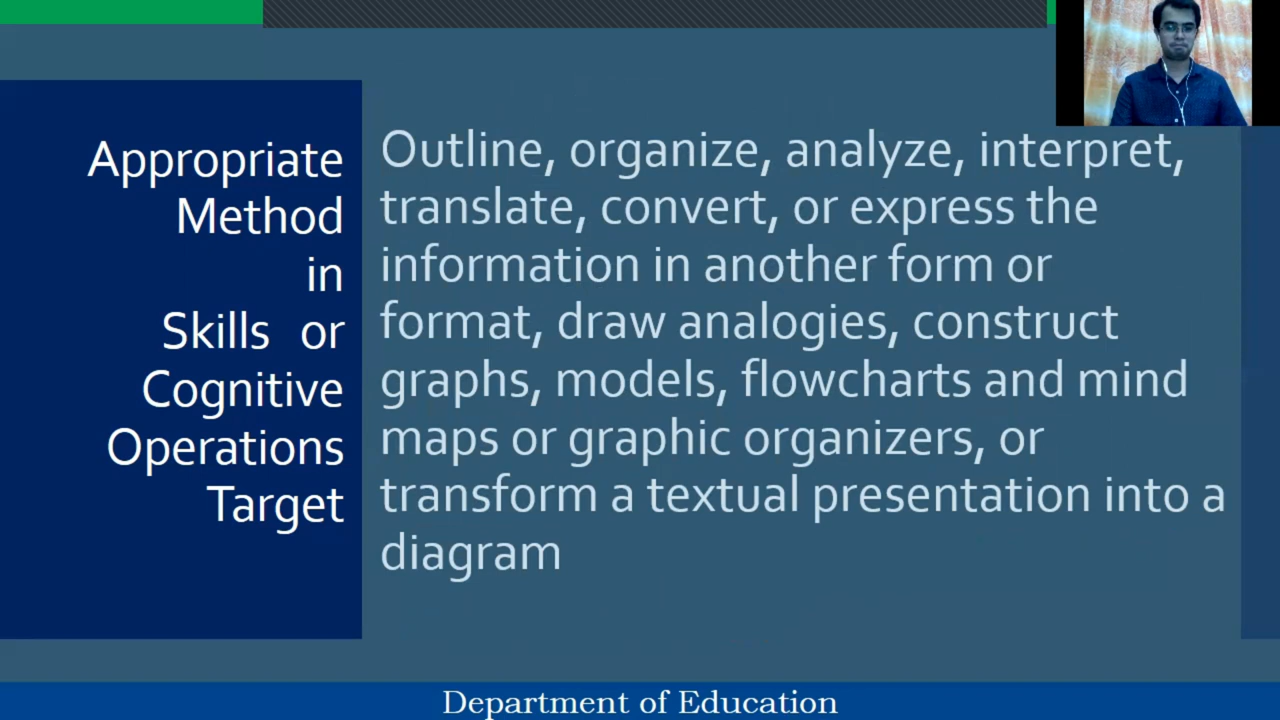 Appropriate
Method
in
Skills or
Cognitive
Operations
Target
Outline, organize, analyze, interpret,
translate, convert, or express the
information in another form or
format, draw analogies, construct
graphs, models, flowcharts and mind
maps or graphic organizers, or
transform a textual presentation into a
diagram
Department of Education